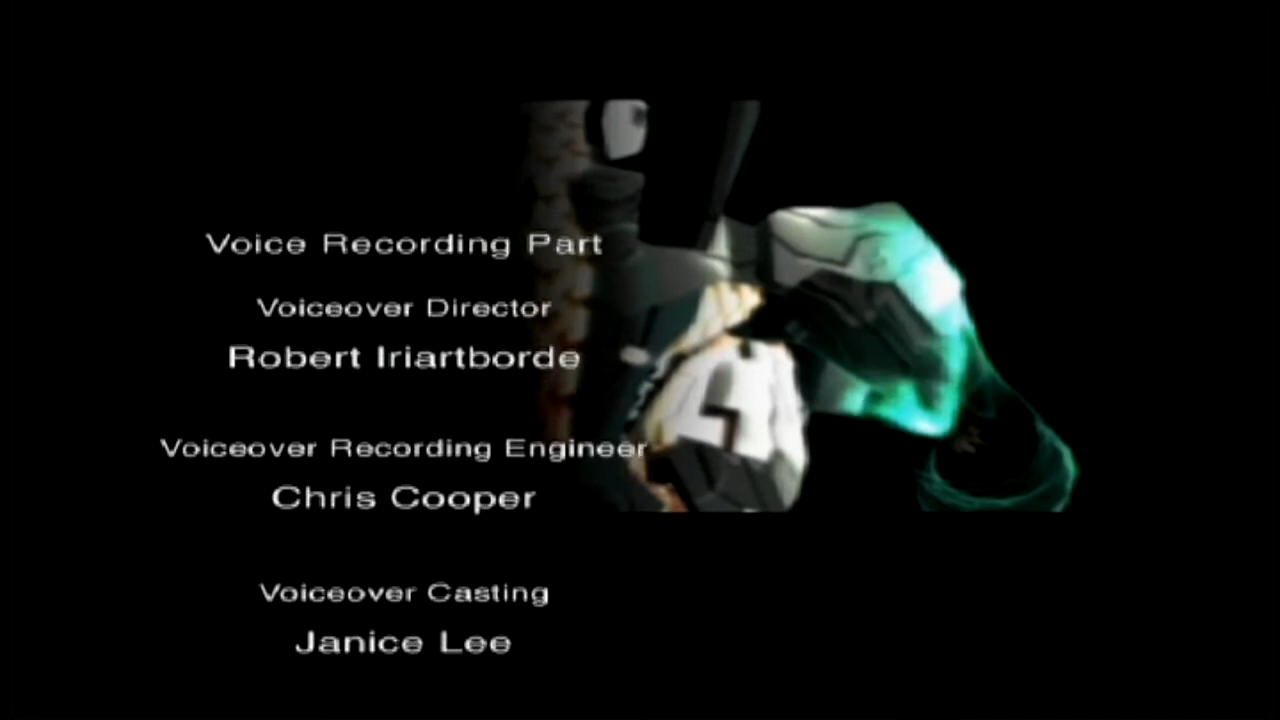 Voice Recording Part
Voiceover Director
Robert Iriartborde
Voiceover Recording Engineer
Chris Cooper
Voiceover Casting
Janice Lee